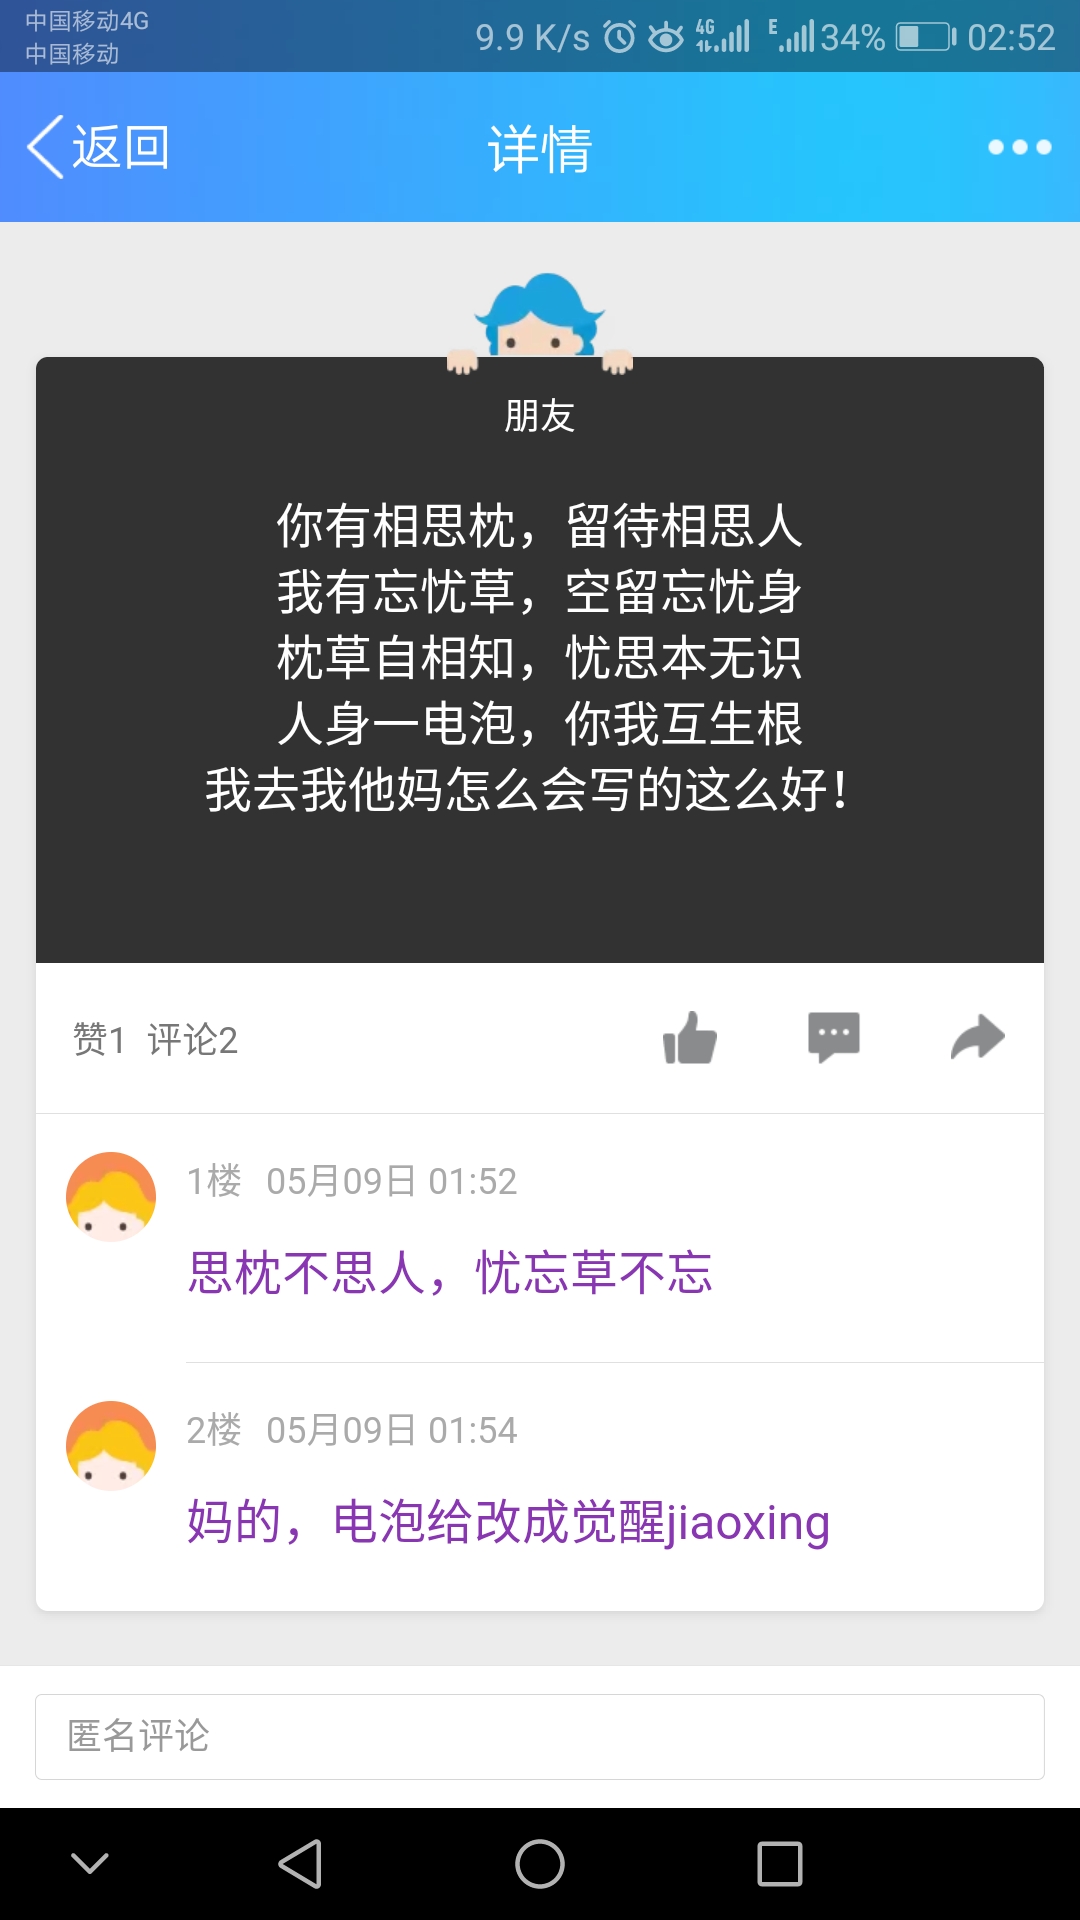 中国移动4G
中国移动
9.9 K/s 4G E 34% 02:52
返回 详情
朋友
你有相思枕，留待相思人
我有忘忧草，空留忘忧身
枕草自相知，忧思本无识
人身一电泡，你我互生根
我去我他妈怎么会写的这么好！
赞1 评论2
1楼 05月09日 01:52
思枕不思人，忧忘草不忘
2楼 05月09日 01:54
妈的，电泡给改成觉醒jiaoxing
匿名评论